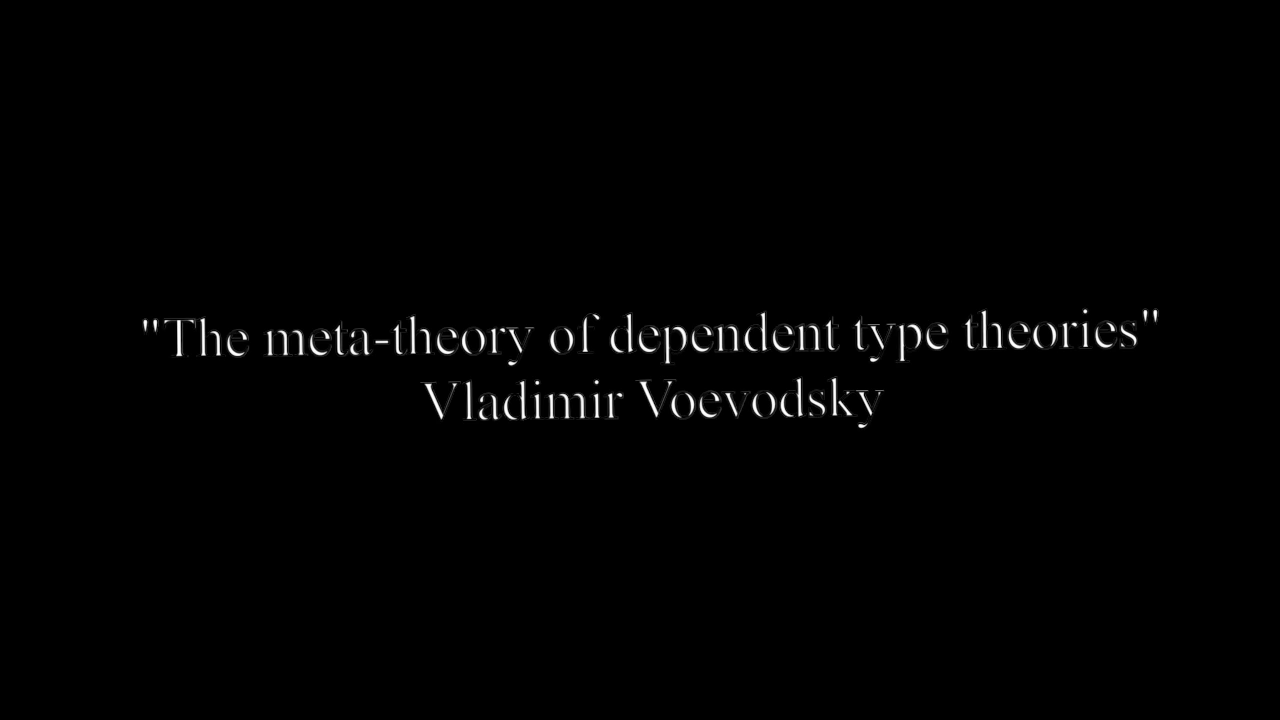 "The meta-theory of dependent type theories"
Vladimir Voevodsky